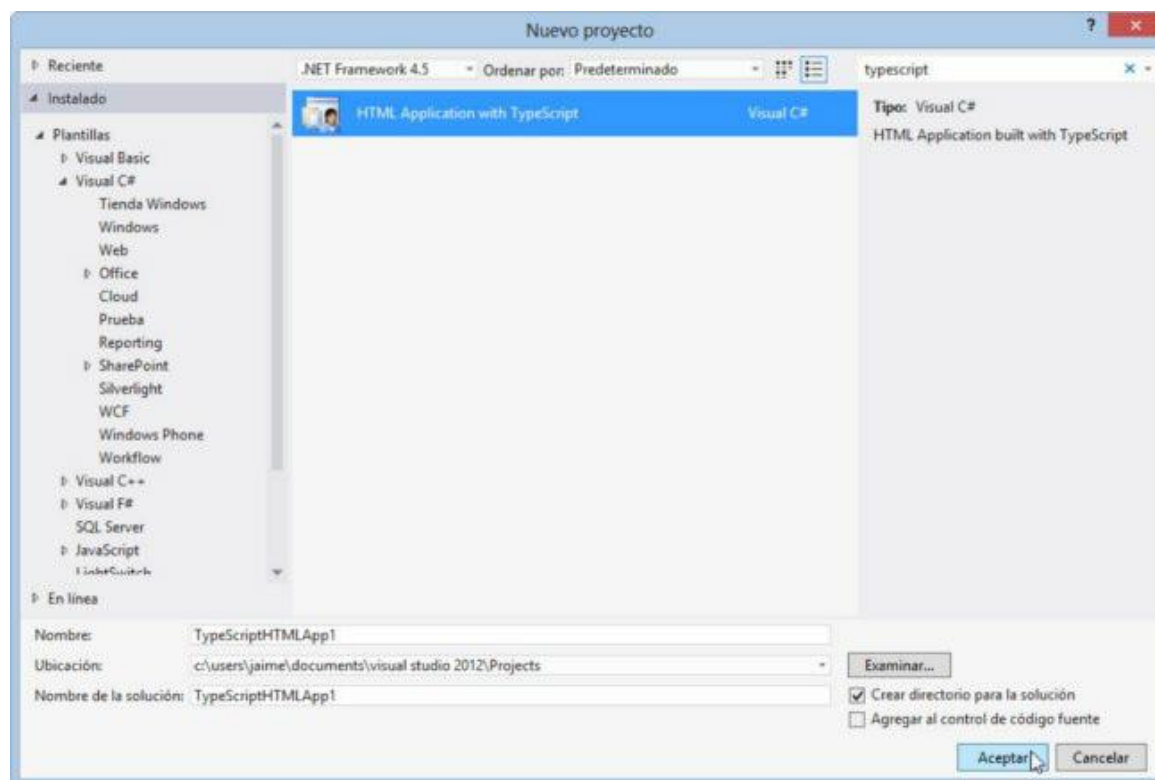 Nuevo proyecto
?
Reciente
.NET Framework 4.5
Ordenar por: Predeterminado
typescript
Instalado
HTML Application with TypeScript
Visual C#
Tipo: Visual C#
HTML Application built with TypeScript
Plantillas
Visual Basic
Visual C#
Tienda Windows
Windows
Web
Office
Cloud
Prueba
Reporting
SharePoint
Silverlight
WCF
Windows Phone
Workflow
Visual C++
Visual F#
SQL Server
JavaScript
LightSwitch
En línea
Nombre: TypeScriptHTMLApp1
Ubicación: c:\users\jaime\documents\visual studio 2012\Projects
Examinar...
Nombre de la solución: TypeScriptHTMLApp1
Crear directorio para la solución
Agregar al control de código fuente
Aceptar
Cancelar